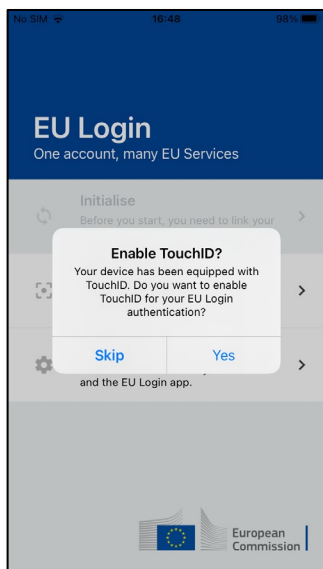 No SIM 16:48 98%
EU Login
One account, many EU Services
Initialise
Before you start, you need to link your
Enable TouchID?
Your device has been equipped with
TouchID. Do you want to enable
TouchID for your EU Login
authentication?
Skip Yes
and the EU Login app.
European
Commission